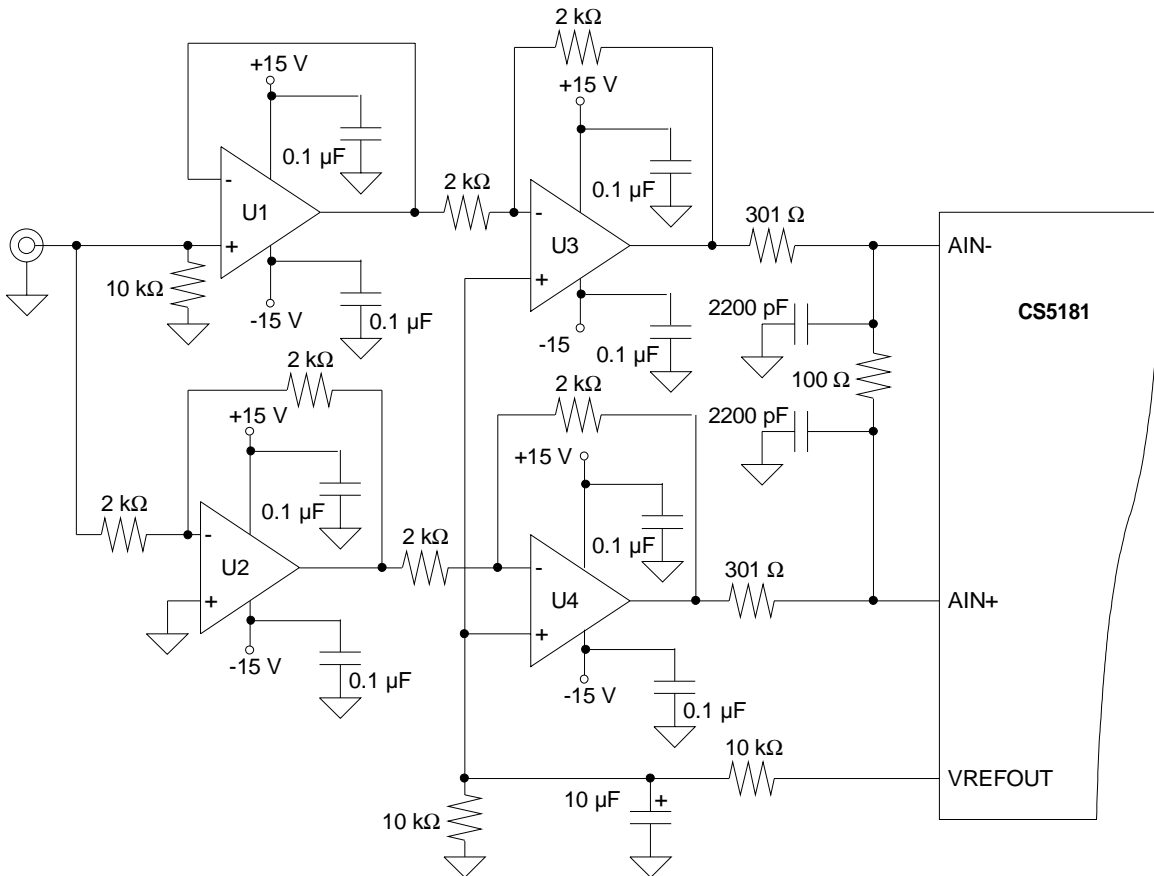 2 kΩ
2 kΩ
+15 V
+15 V
0.1 µF
0.1 µF
-
U1
+
2 kΩ
-
U3
+
301 Ω
AIN-
10 kΩ
-15 V
0.1 µF
-15
0.1 µF
2200 pF
CS5181
100 Ω
2 kΩ
2 kΩ
2200 pF
+15 V
+15 V
2 kΩ
0.1 µF
-
U2
+
2 kΩ
0.1 µF
-
U4
+
301 Ω
AIN+
-15 V
0.1 µF
-15 V
0.1 µF
10 kΩ
VREFOUT
10 kΩ
10 µF
+